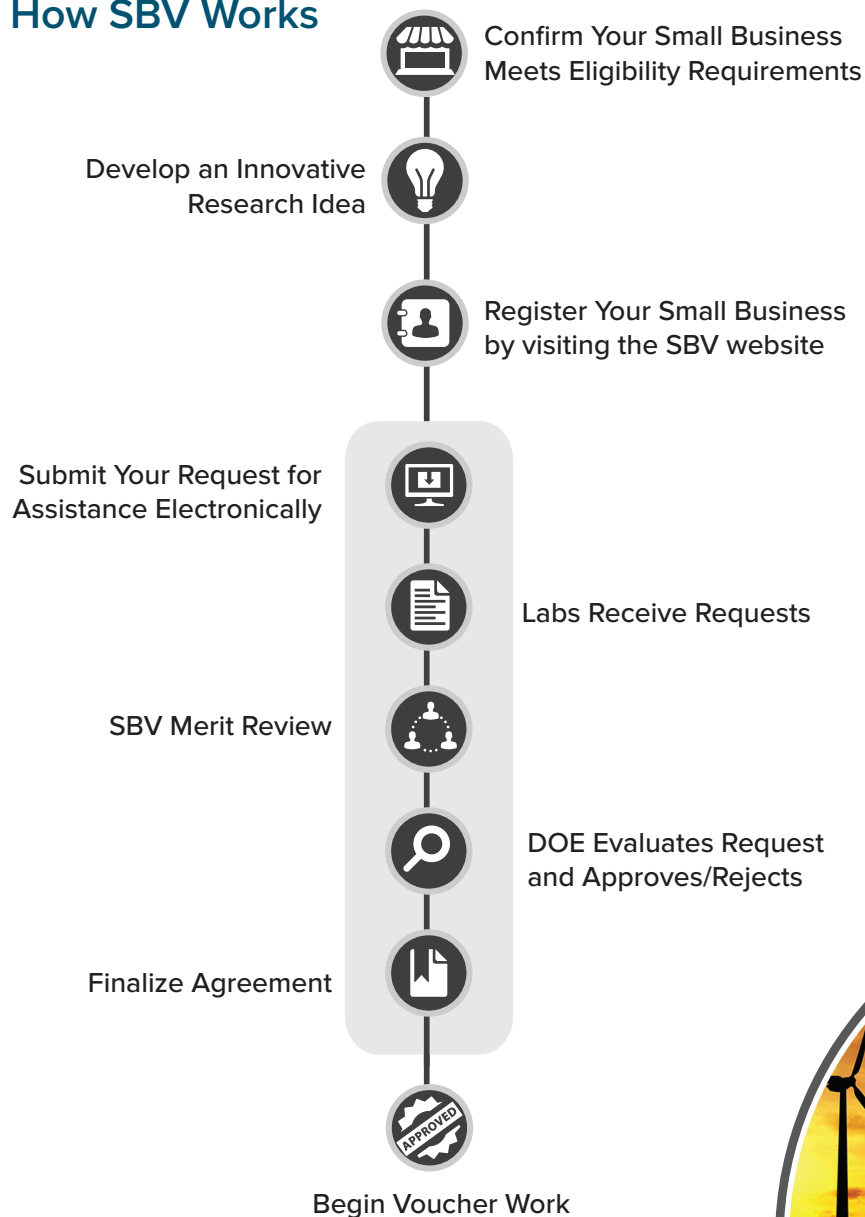 How SBV Works
Confirm Your Small Business
Meets Eligibility Requirements
Develop an Innovative
Research Idea
Register Your Small Business
by visiting the SBV website
Submit Your Request for
Assistance Electronically
Labs Receive Requests
SBV Merit Review
DOE Evaluates Request
and Approves/Rejects
Finalize Agreement
APPROVED
Begin Voucher Work